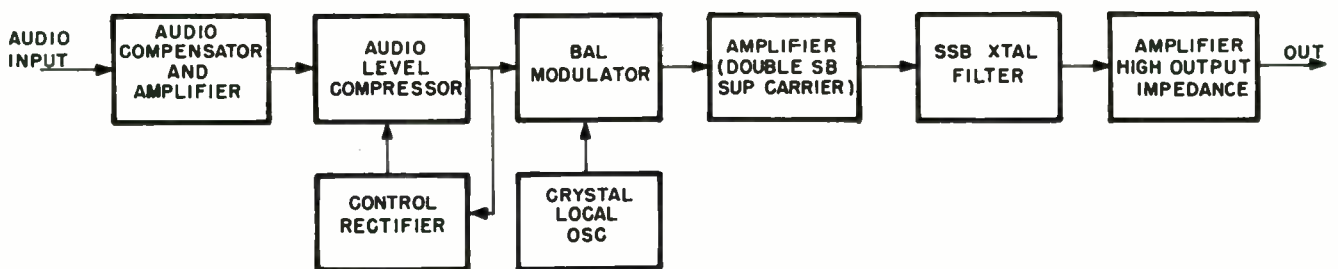 AUDIO
INPUT
AUDIO
COMPENSATOR
AND
AMPLIFIER
AUDIO
LEVEL
COMPRESSOR
BAL
MODULATOR
AMPLIFIER
(DOUBLE SB
SUP CARRIER)
SSB XTAL
FILTER
AMPLIFIER
HIGH OUTPUT
IMPEDANCE
OUT
CONTROL
RECTIFIER
CRYSTAL
LOCAL
OSC